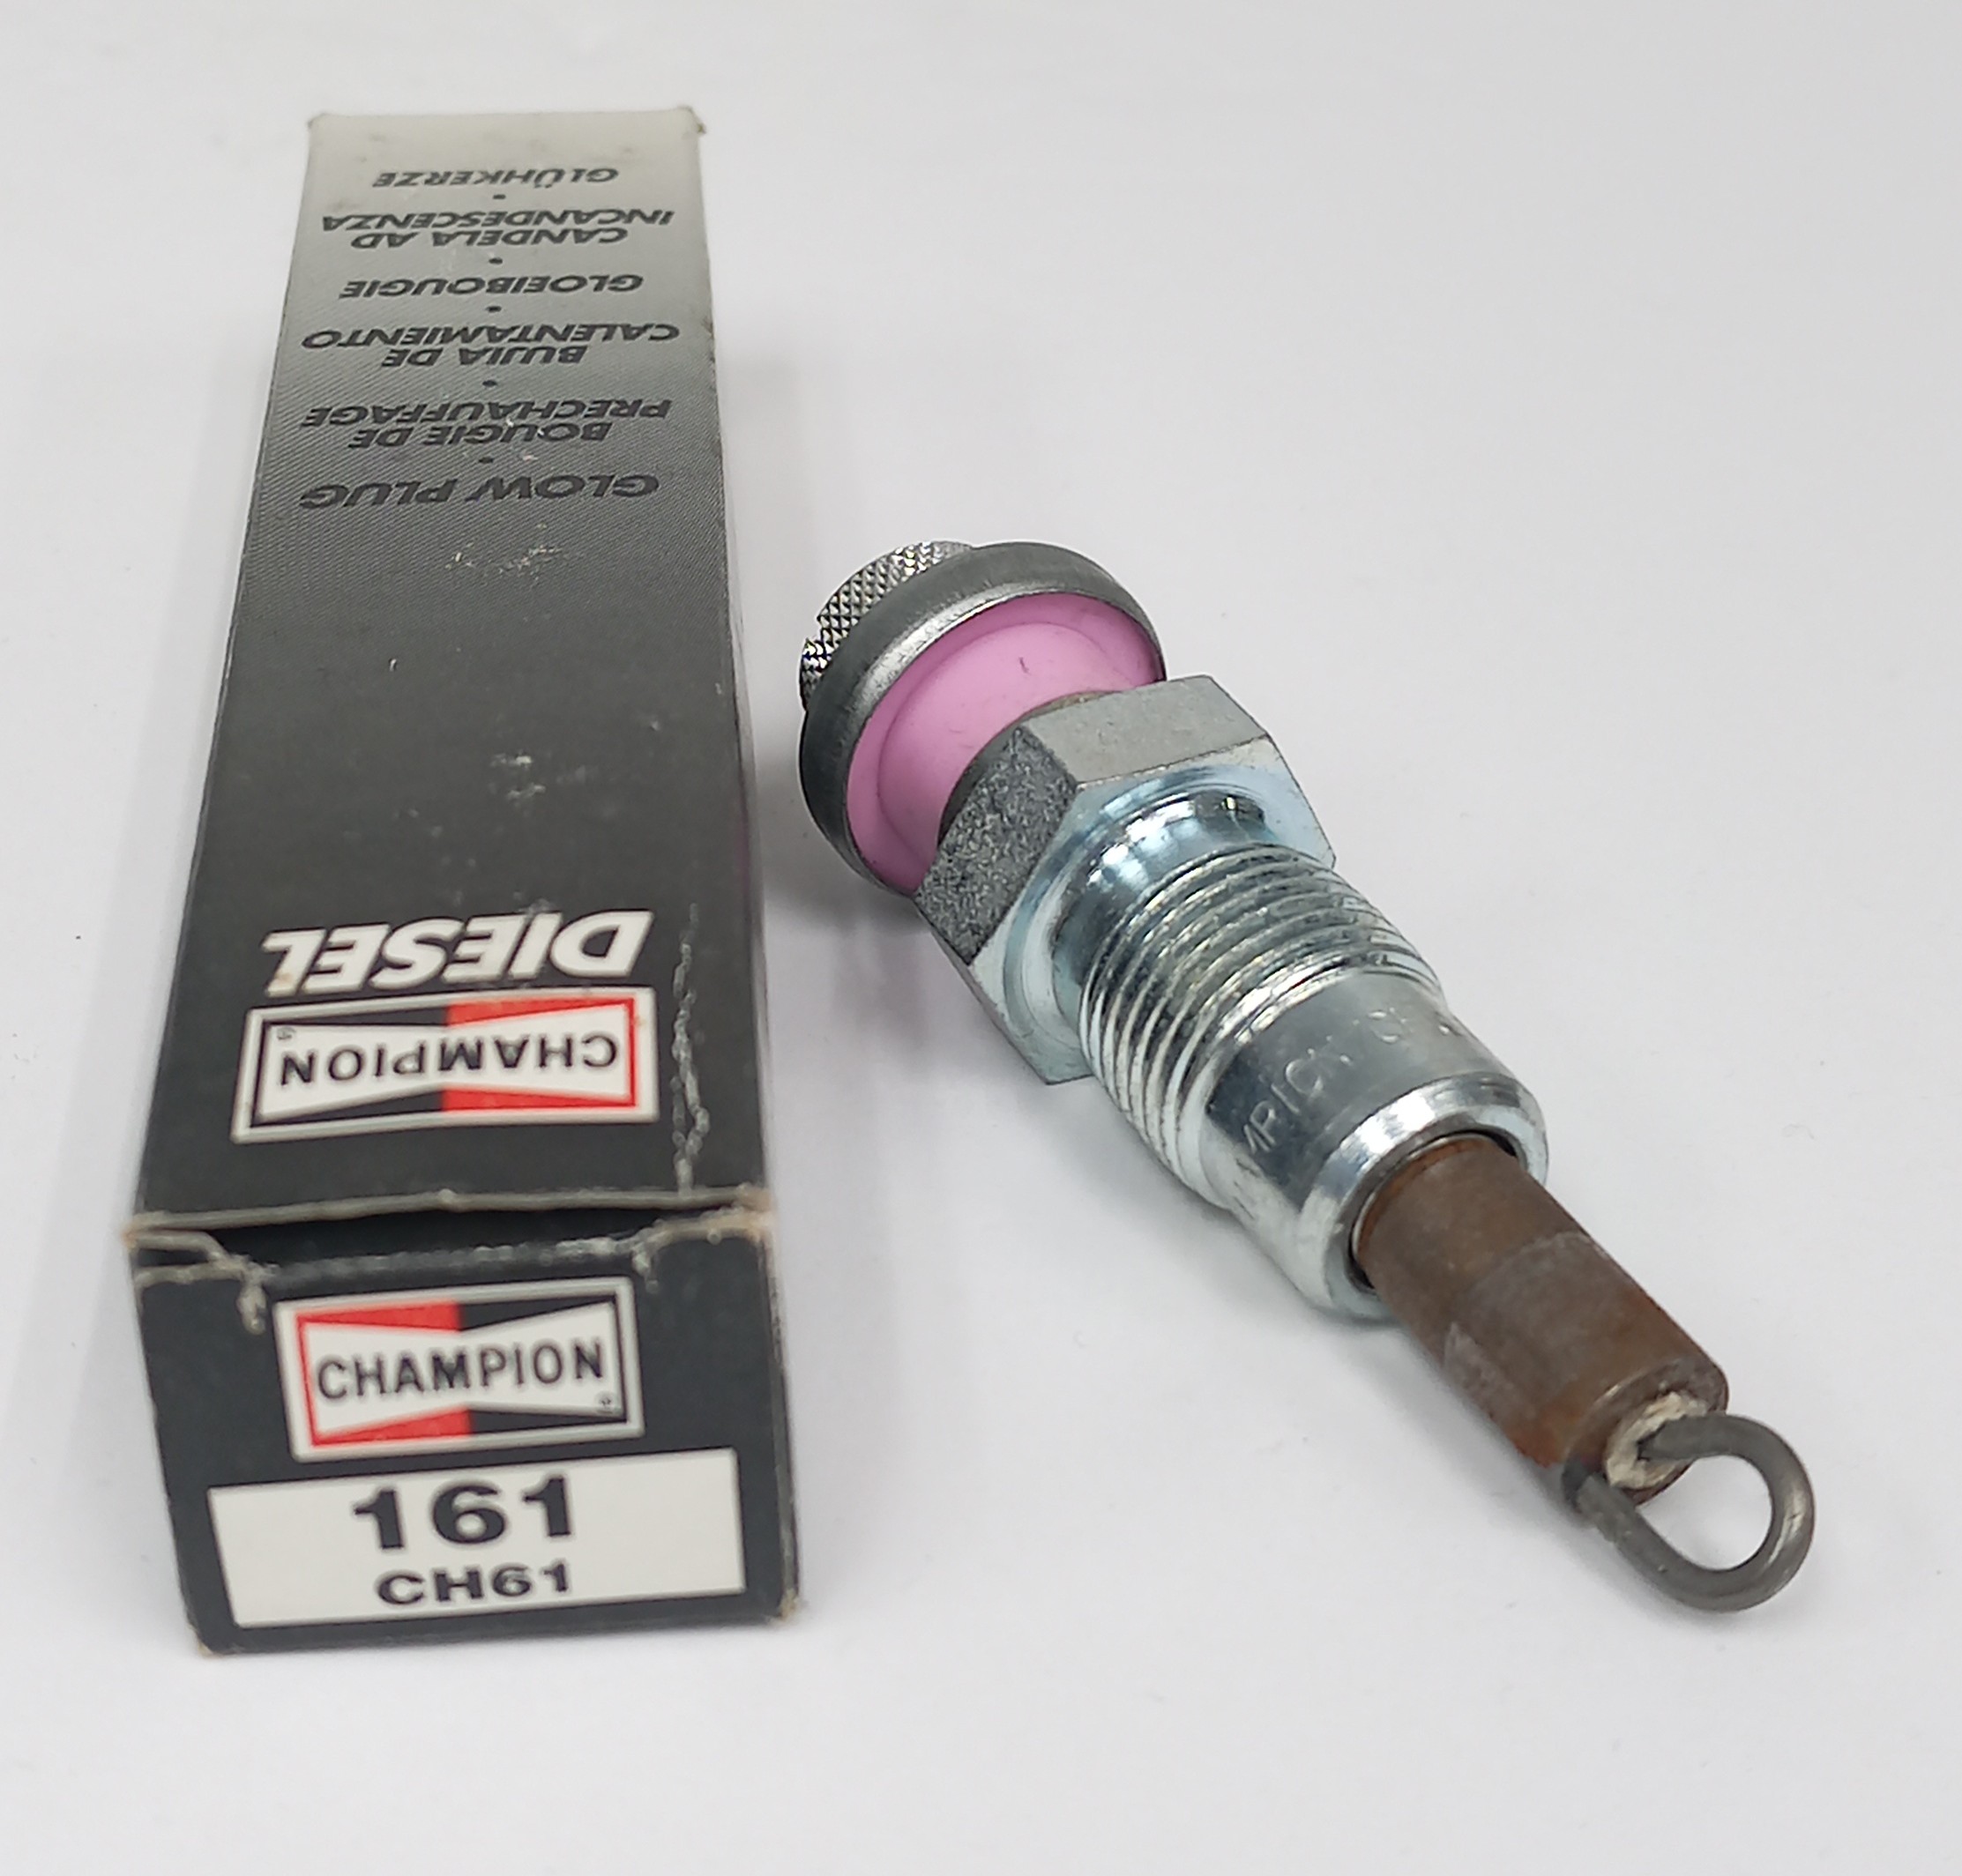 CHAMPION
DIESEL
GLOW PLUG
•
BOUGIE DE
PRECHAUFFAGE
•
BUJIA DE
CALENTAMIENTO
•
GLOEIBOUGIE
•
CANDELA AD
INCANDESCENZA
•
GLÜHKERZE
CHAMPION
161
CH61